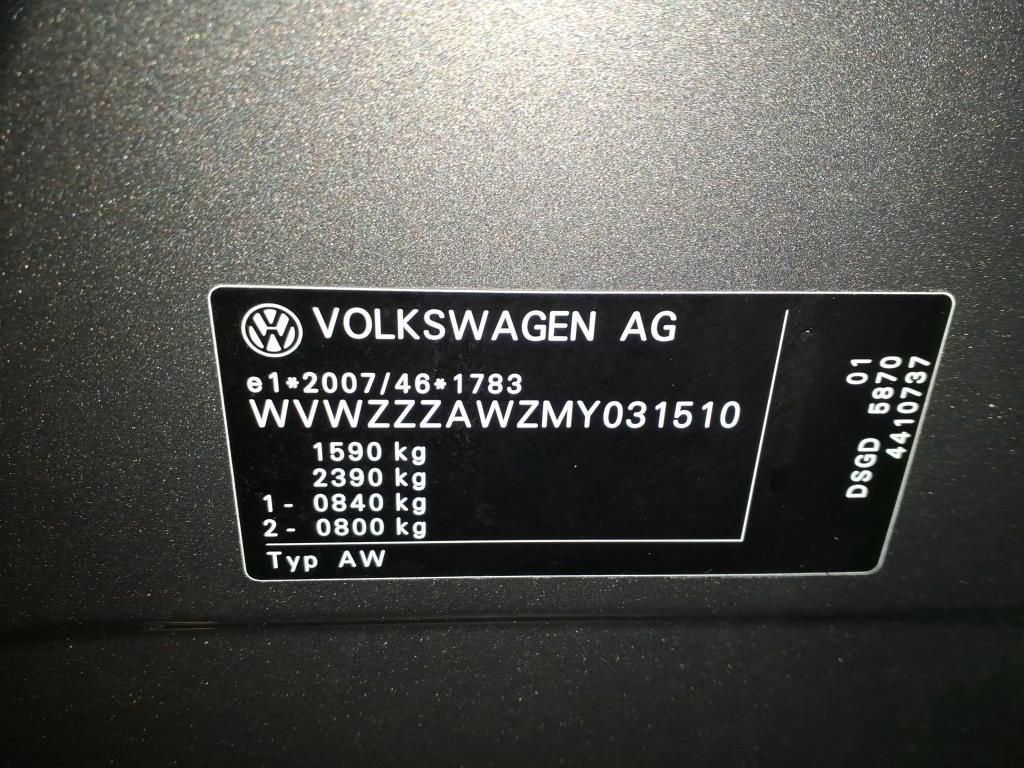 VOLKSWAGEN AG
e1*2007/46*1783
WVWZZZAWZMY031510
1590 kg
2390 kg
1- 0840 kg
2- 0800 kg
Typ AW
01
DSGD 5870
4410737